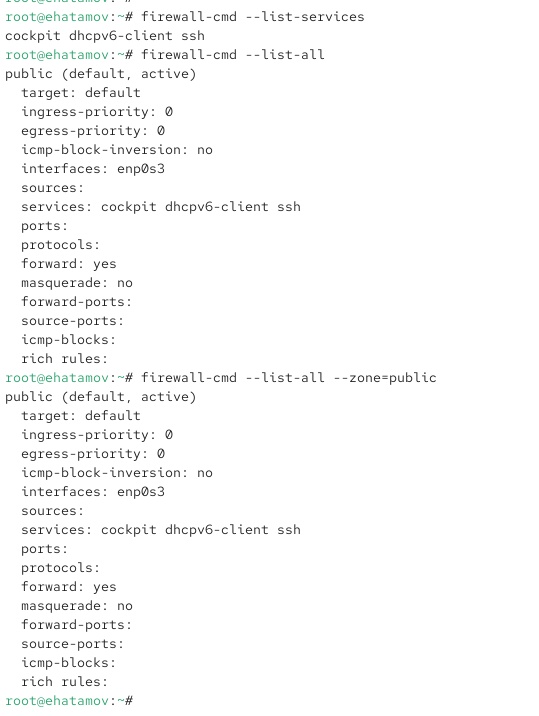 root@ehatamov:~# firewall-cmd --list-services
cockpit dhcpv6-client ssh
root@ehatamov:~# firewall-cmd --list-all
public (default, active)
  target: default
  ingress-priority: 0
  egress-priority: 0
  icmp-block-inversion: no
  interfaces: enp0s3
  sources:
  services: cockpit dhcpv6-client ssh
  ports:
  protocols:
  forward: yes
  masquerade: no
  forward-ports:
  source-ports:
  icmp-blocks:
  rich rules:
root@ehatamov:~# firewall-cmd --list-all --zone=public
public (default, active)
  target: default
  ingress-priority: 0
  egress-priority: 0
  icmp-block-inversion: no
  interfaces: enp0s3
  sources:
  services: cockpit dhcpv6-client ssh
  ports:
  protocols:
  forward: yes
  masquerade: no
  forward-ports:
  source-ports:
  icmp-blocks:
  rich rules:
root@ehatamov:~#